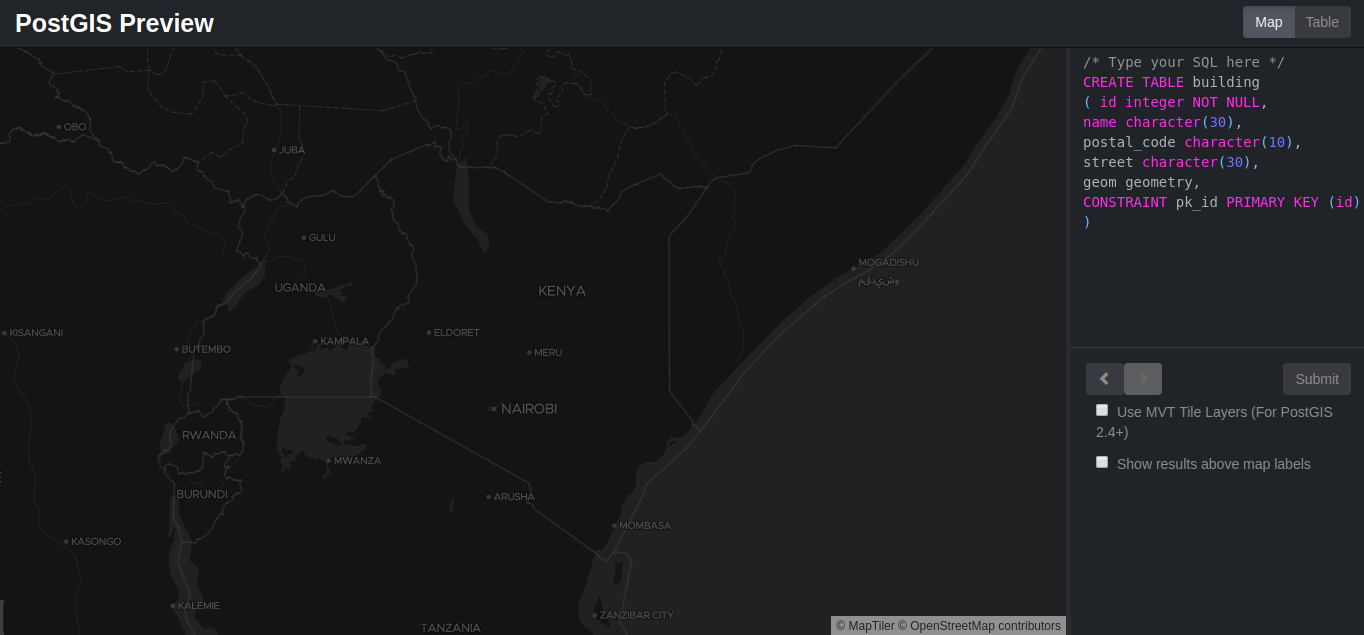 PostGIS Preview
Map
Table
/* Type your SQL here */
CREATE TABLE building
( id integer NOT NULL,
name character(30),
postal_code character(10),
street character(30),
geom geometry,
CONSTRAINT pk_id PRIMARY KEY (id)
)
OBO
JUBA
GULU
MOGADISHU
مقديشو
UGANDA
KENYA
KISANGANI
ELDORET
KAMPALA
BUTEMBO
MERU
NAIROBI
RWANDA
MWANZA
BURUNDI
ARUSHA
MOMBASA
KASONGO
KALEMIE
ZANZIBAR CITY
TANZANIA
Submit
Use MVT Tile Layers (For PostGIS
2.4+)
Show results above map labels
© MapTiler © OpenStreetMap contributors